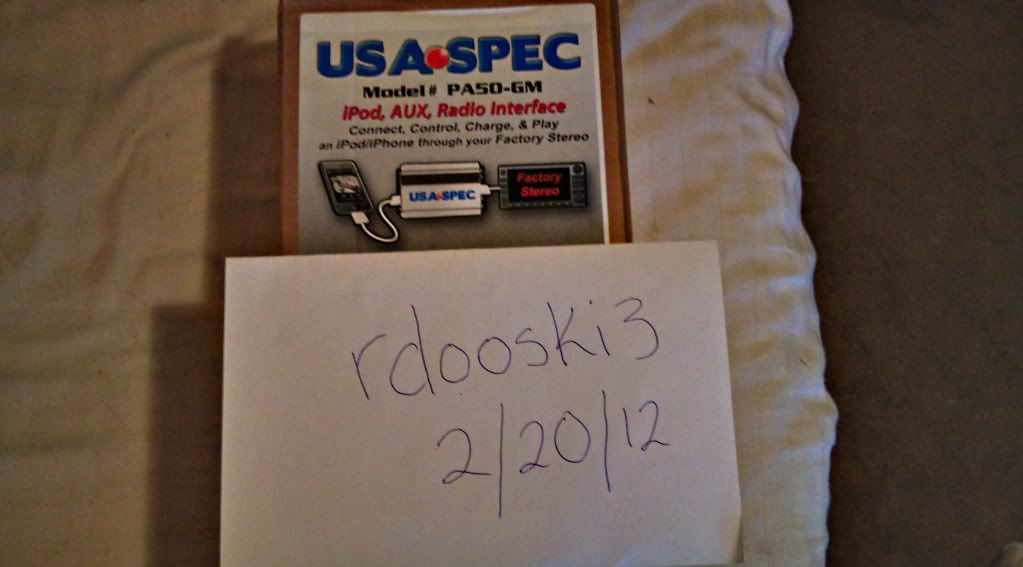 USA SPEC
Model# PA50-GM
iPod, AUX, Radio Interface
Connect, Control, Charge, & Play
an iPod/iPhone through your Factory Stereo
USA SPEC
Factory
Stereo
rdooski3
2/20/12